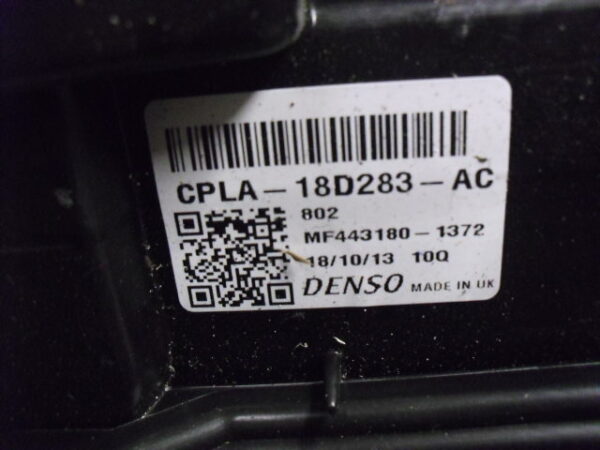 CPLA-18D283-AC
802
MF443180-1372
18/10/13 10Q
DENSO MADE IN UK